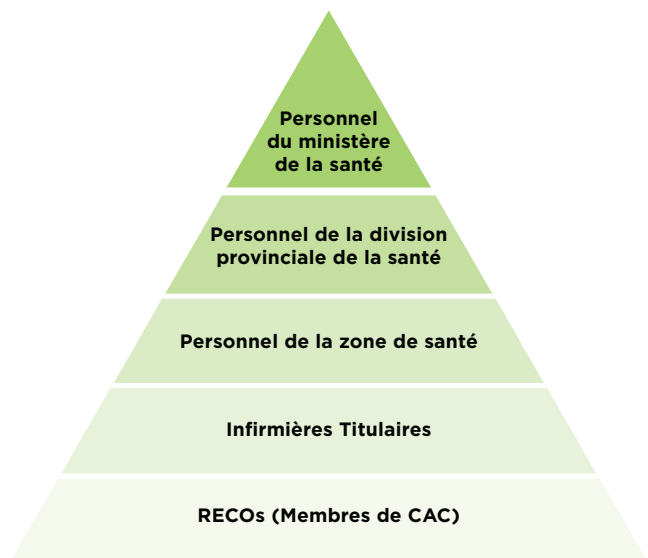 Personnel
du ministère
de la santé
Personnel de la division
provinciale de la santé
Personnel de la zone de santé
Infirmières Titulaires
RECOs (Membres de CAC)